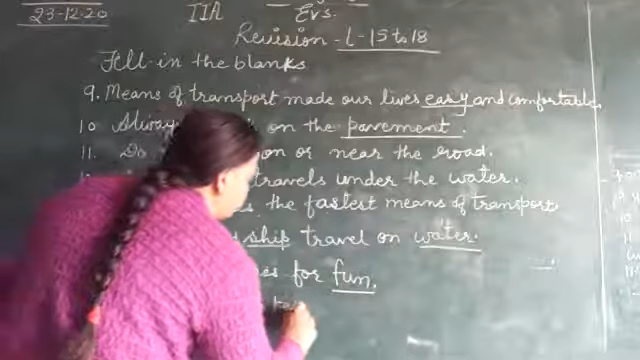 23-12-20 IIA Evs.
Revision - L-15 to 18
Fill in the blanks
9. Means of transport made our lives easy and comfortable.
10 Always on the pavement.
11. Do on or near the road.
travels under the water.
the fastest means of transport
ship travel on water.
for fun.